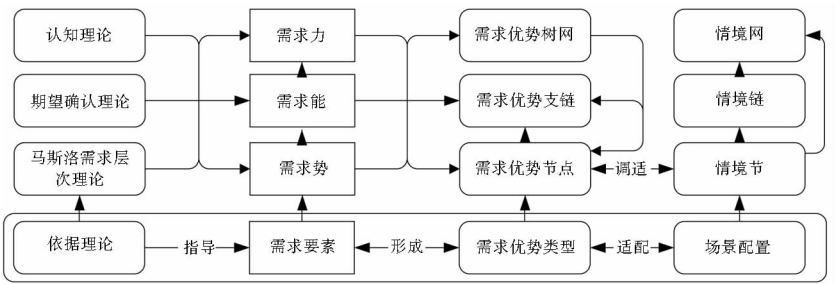 认知理论
需求力
需求优势树网
情境网
期望确认理论
需求能
需求优势支链
情境链
马斯洛需求层
次理论
需求势
需求优势节点
调适
情境节
依据理论
指导
需求要素
形成
需求优势类型
适配
场景配置